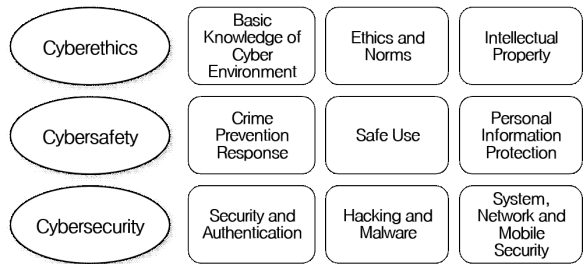 Cyberethics
Basic
Knowledge of
Cyber
Environment
Ethics and
Norms
Intellectual
Property
Cybersafety
Crime
Prevention
Response
Safe Use
Personal
Information
Protection
Cybersecurity
Security and
Authentication
Hacking and
Malware
System,
Network and
Mobile
Security